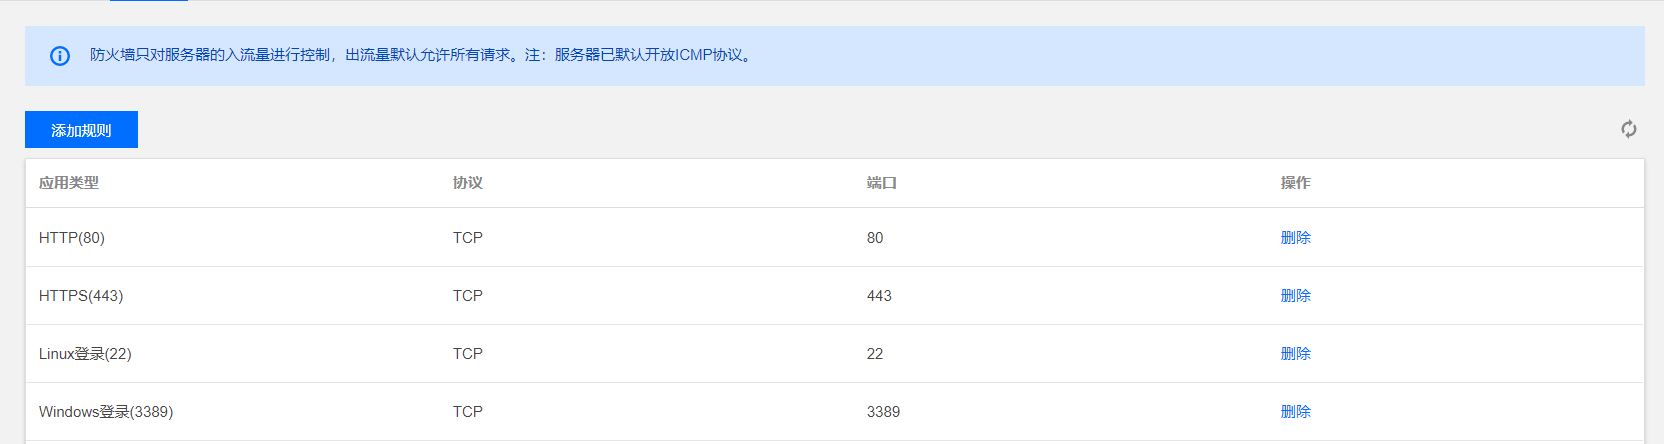 防火墙只对服务器的入流量进行控制，出流量默认允许所有请求。注：服务器已默认开放ICMP协议。
添加规则
应用类型 协议 端口 操作
HTTP(80) TCP 80 删除
HTTPS(443) TCP 443 删除
Linux登录(22) TCP 22 删除
Windows登录(3389) TCP 3389 删除